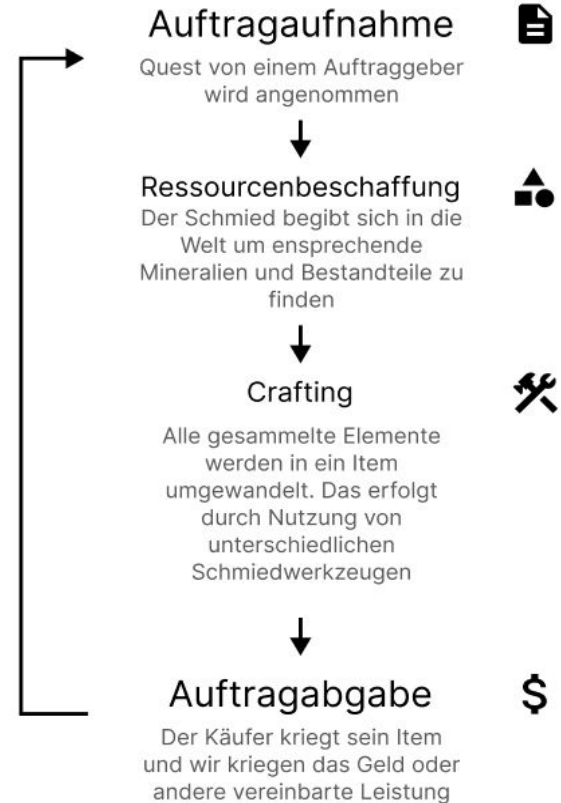 Auftragaufnahme
Quest von einem Auftraggeber
wird angenommen
Ressourcenbeschaffung
Der Schmied begibt sich in die
Welt um ensprechende
Mineralien und Bestandteile zu
finden
Crafting
Alle gesammelte Elemente
werden in ein Item
umgewandelt. Das erfolgt
durch Nutzung von
unterschiedlichen
Schmiedwerkzeugen
Auftragabgabe
$
Der Käufer kriegt sein Item
und wir kriegen das Geld oder
andere vereinbarte Leistung